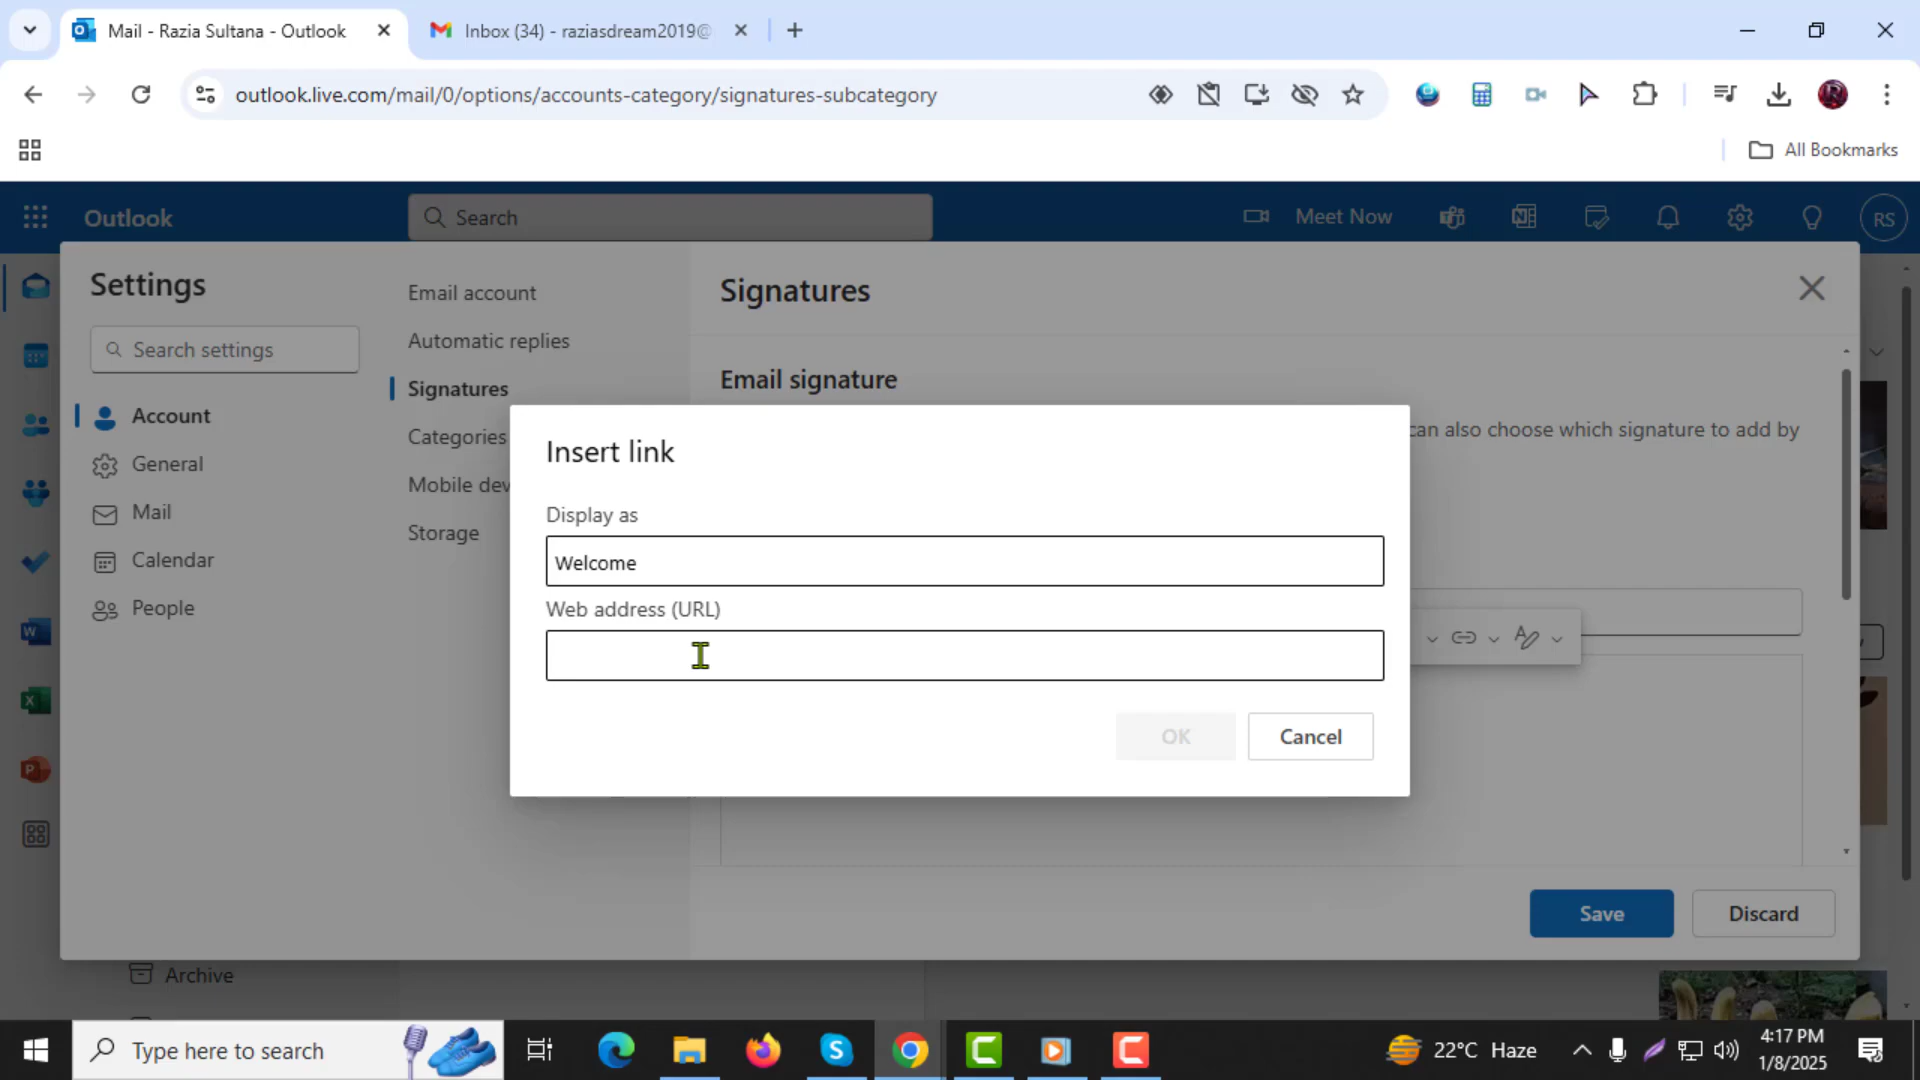 Mail - Razia Sultana - Outlook
Inbox (34) - raziasdream2019@
outlook.live.com/mail/0/options/accounts-category/signatures-subcategory
All Bookmarks
Outlook
Search
Meet Now
RS
Settings
Search settings
Account
General
Mail
Calendar
People
Email account
Automatic replies
Signatures
Categories
Mobile dev
Storage
Signatures
Email signature
can also choose which signature to add by
Insert link
Display as
Welcome
Web address (URL)
OK
Cancel
Save
Discard
Archive
Type here to search
22°C Haze
4:17 PM
1/8/2025